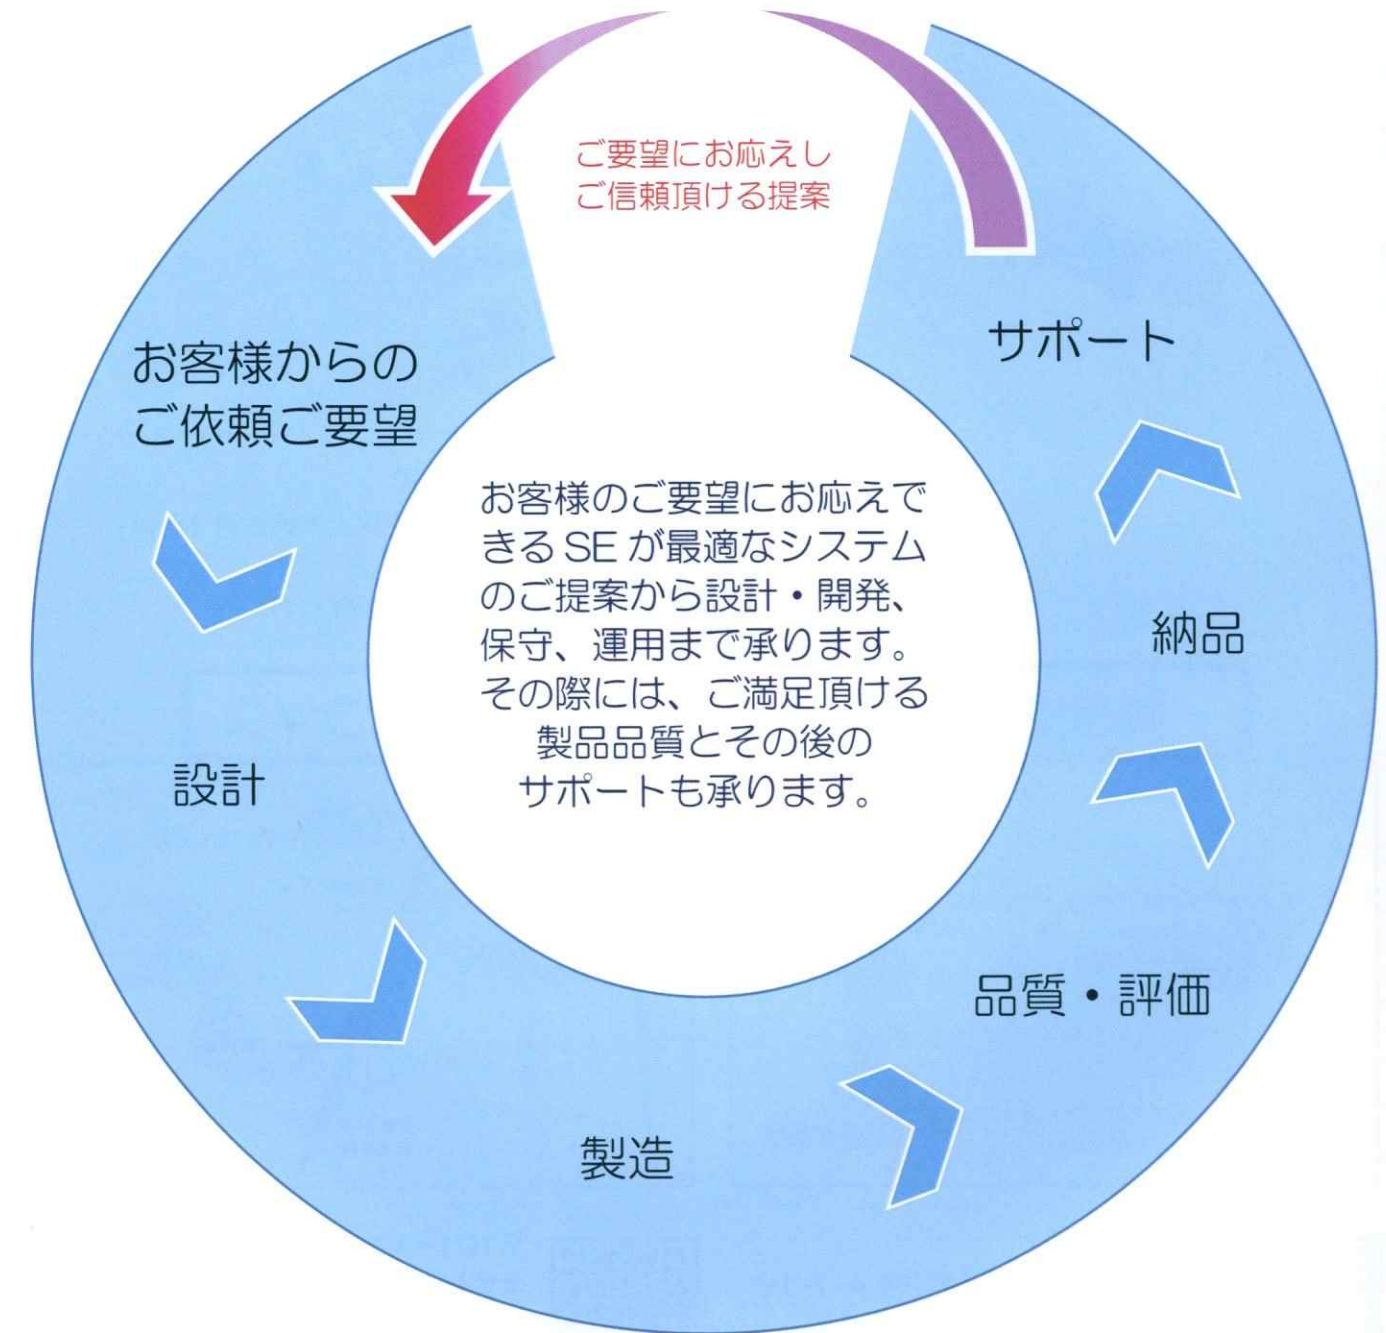 ご要望にお応えし
ご信頼頂ける提案
お客様からの
ご依頼ご要望
設計
製造
品質・評価
納品
サポート
お客様のご要望にお応えで
きる SE が最適なシステム
のご提案から設計・開発、
保守、運用まで承ります。
その際には、ご満足頂ける
製品品質とその後の
サポートも承ります。